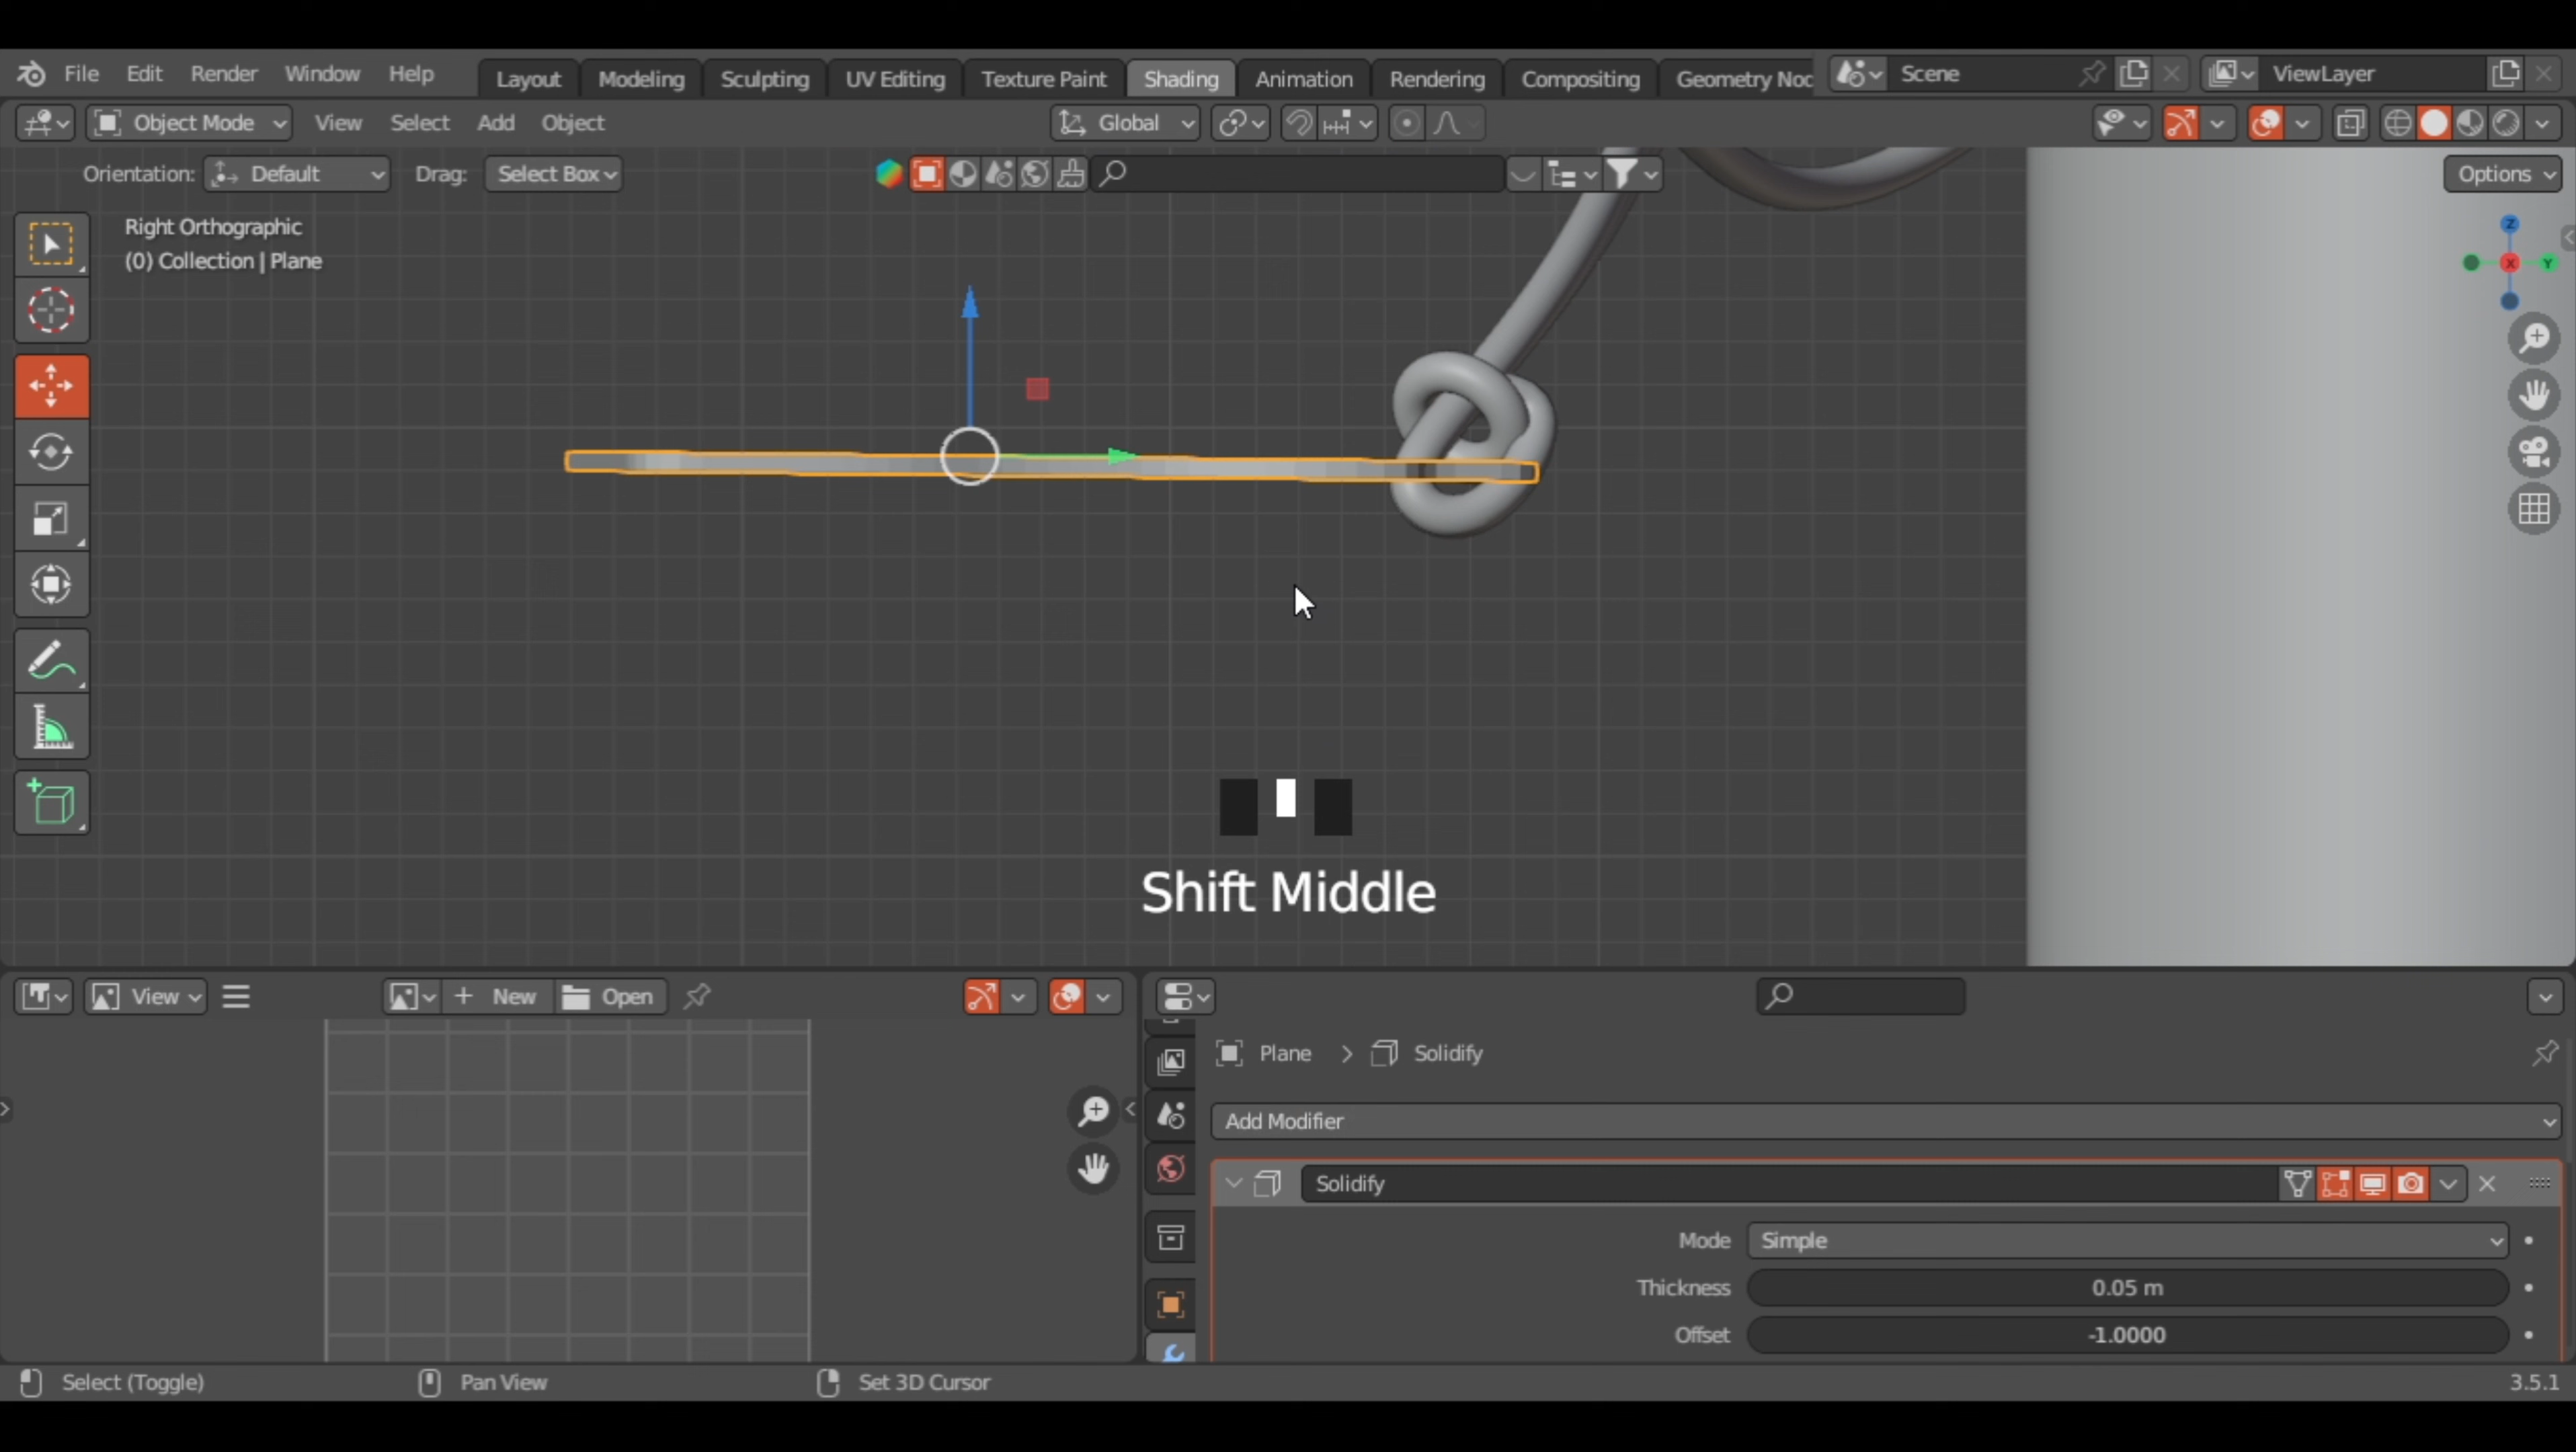 File Edit Render Window Help Layout Modeling Sculpting UV Editing Texture Paint Shading Animation Rendering Compositing Geometry Noc Scene ViewLayer
Object Mode View Select Add Object Global
Orientation: Default Drag: Select Box Options
Right Orthographic
(0) Collection | Plane
Z
X
Y
Shift Middle
View New Open
Plane Solidify
Add Modifier
Solidify
Mode Simple
Thickness 0.05 m
Offset -1.0000
Select (Toggle) Pan View Set 3D Cursor 3.5.1